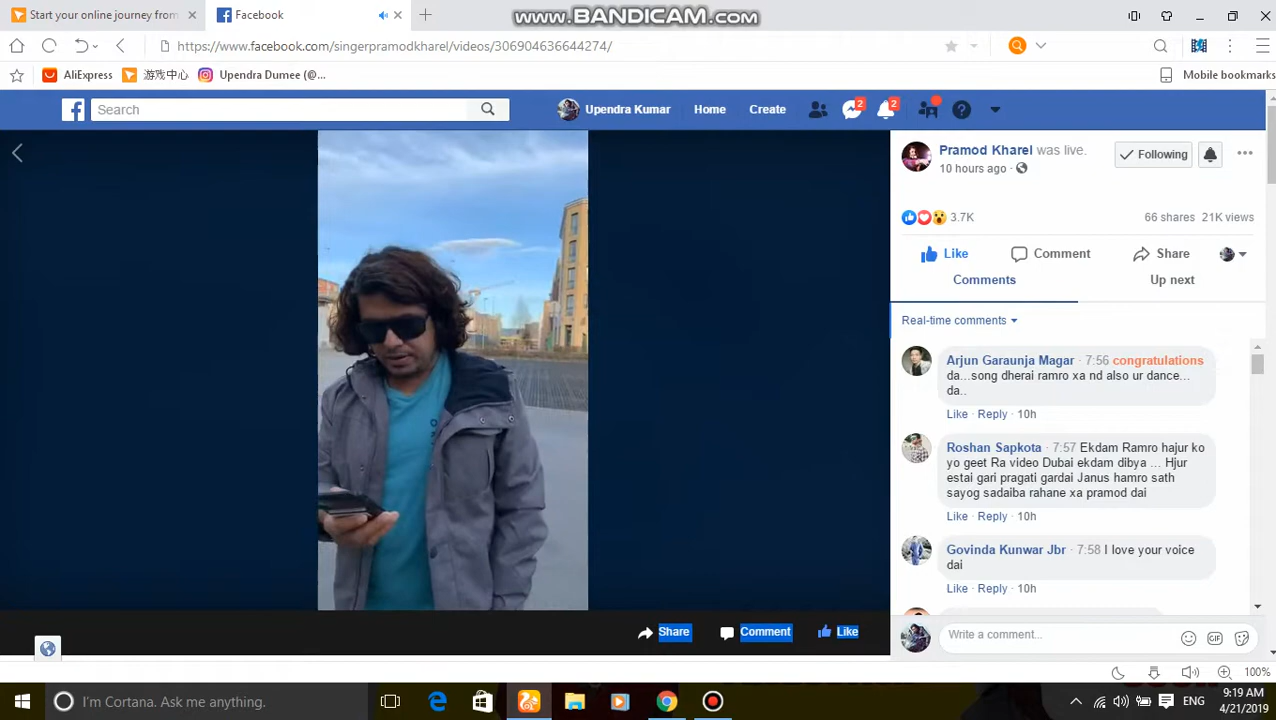 Start your online journey from
Facebook
www.BANDICAM.com
https://www.facebook.com/singerpramodkharel/videos/306904636644274/
AliExpress
游戏中心
Upendra Dumee (@...
Mobile bookmarks
Search
Upendra Kumar
Home
Create
2
2
Pramod Kharel was live.
10 hours ago
Following
3.7K
66 shares
21K views
Like
Comment
Share
Comments
Up next
Real-time comments
Arjun Garaunja Magar · 7:56 congratulations
da...song dherai ramro xa nd also ur dance...
da..
Like · Reply · 10h
Roshan Sapkota · 7:57 Ekdam Ramro hajur ko
yo geet Ra video Dubai ekdam dibya ... Hjur
estai gari pragati gardai Janus hamro sath
sayog sadaiba rahane xa pramod dai
Like · Reply · 10h
Govinda Kunwar Jbr · 7:58 I love your voice
dai
Like · Reply · 10h
Share
Comment
Like
Write a comment...
GIF
100%
I'm Cortana. Ask me anything.
ENG
9:19 AM
4/21/2019